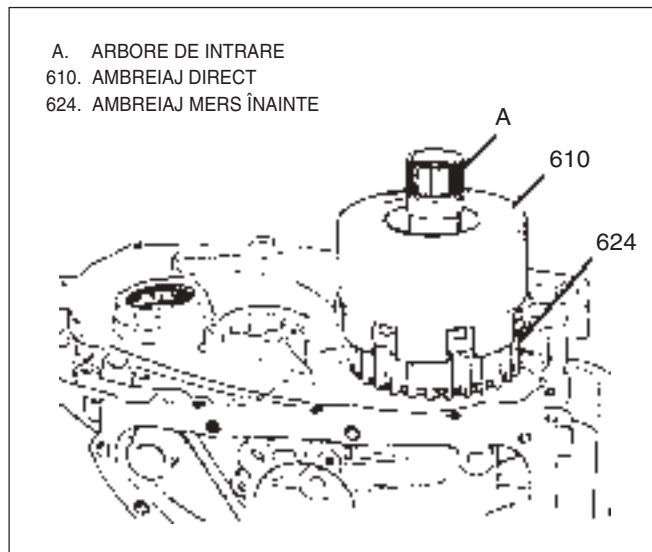 A. ARBORE DE INTRARE
610. AMBREIAJ DIRECT
624. AMBREIAJ MERS ÎNAINTE
A
610
624